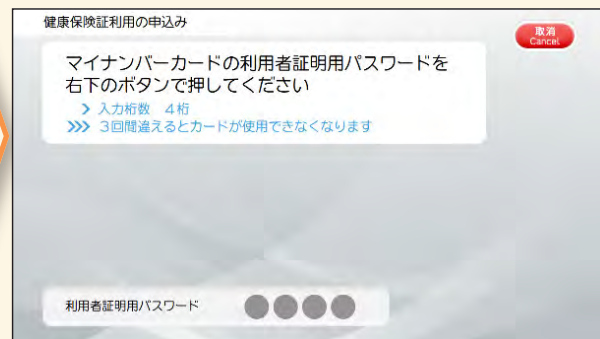 健康保険証利用の申込み
取消
Cancel
マイナンバーカードの利用者証明用パスワードを
右下のボタンで押してください
> 入力桁数 4桁
>>> 3回間違えるとカードが使用できなくなります
利用者証明用パスワード